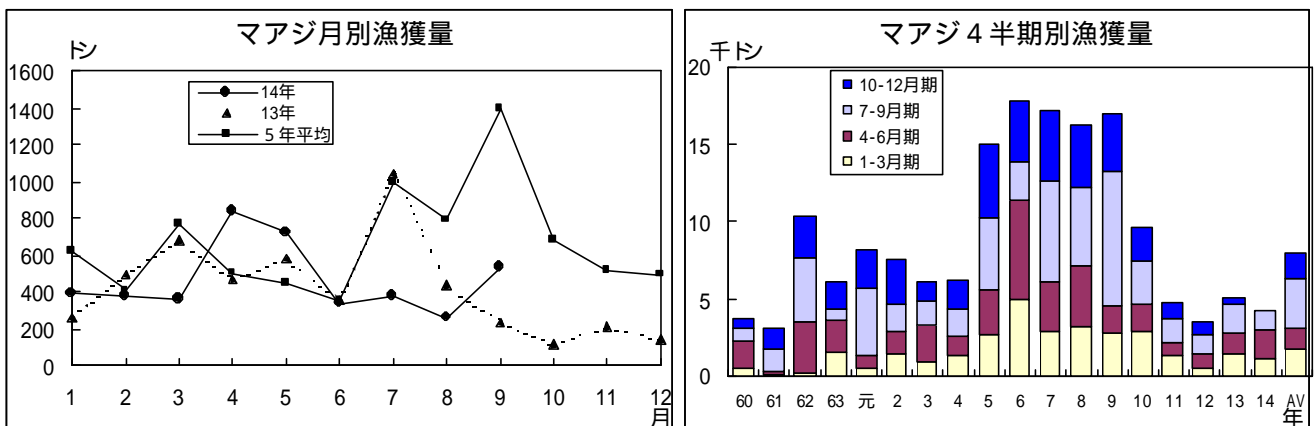 マアジ月別漁獲量
トン
1600
1400
1200
1000
800
600
400
200
0
14年
13年
5年平均
1 2 3 4 5 6 7 8 9 10 11 12
月
マアジ4半期別漁獲量
千トン
20
15
10
5
0
10-12月期
7-9月期
4-6月期
1-3月期
60 61 62 63 元 2 3 4 5 6 7 8 9 10 11 12 13 14 AV
年